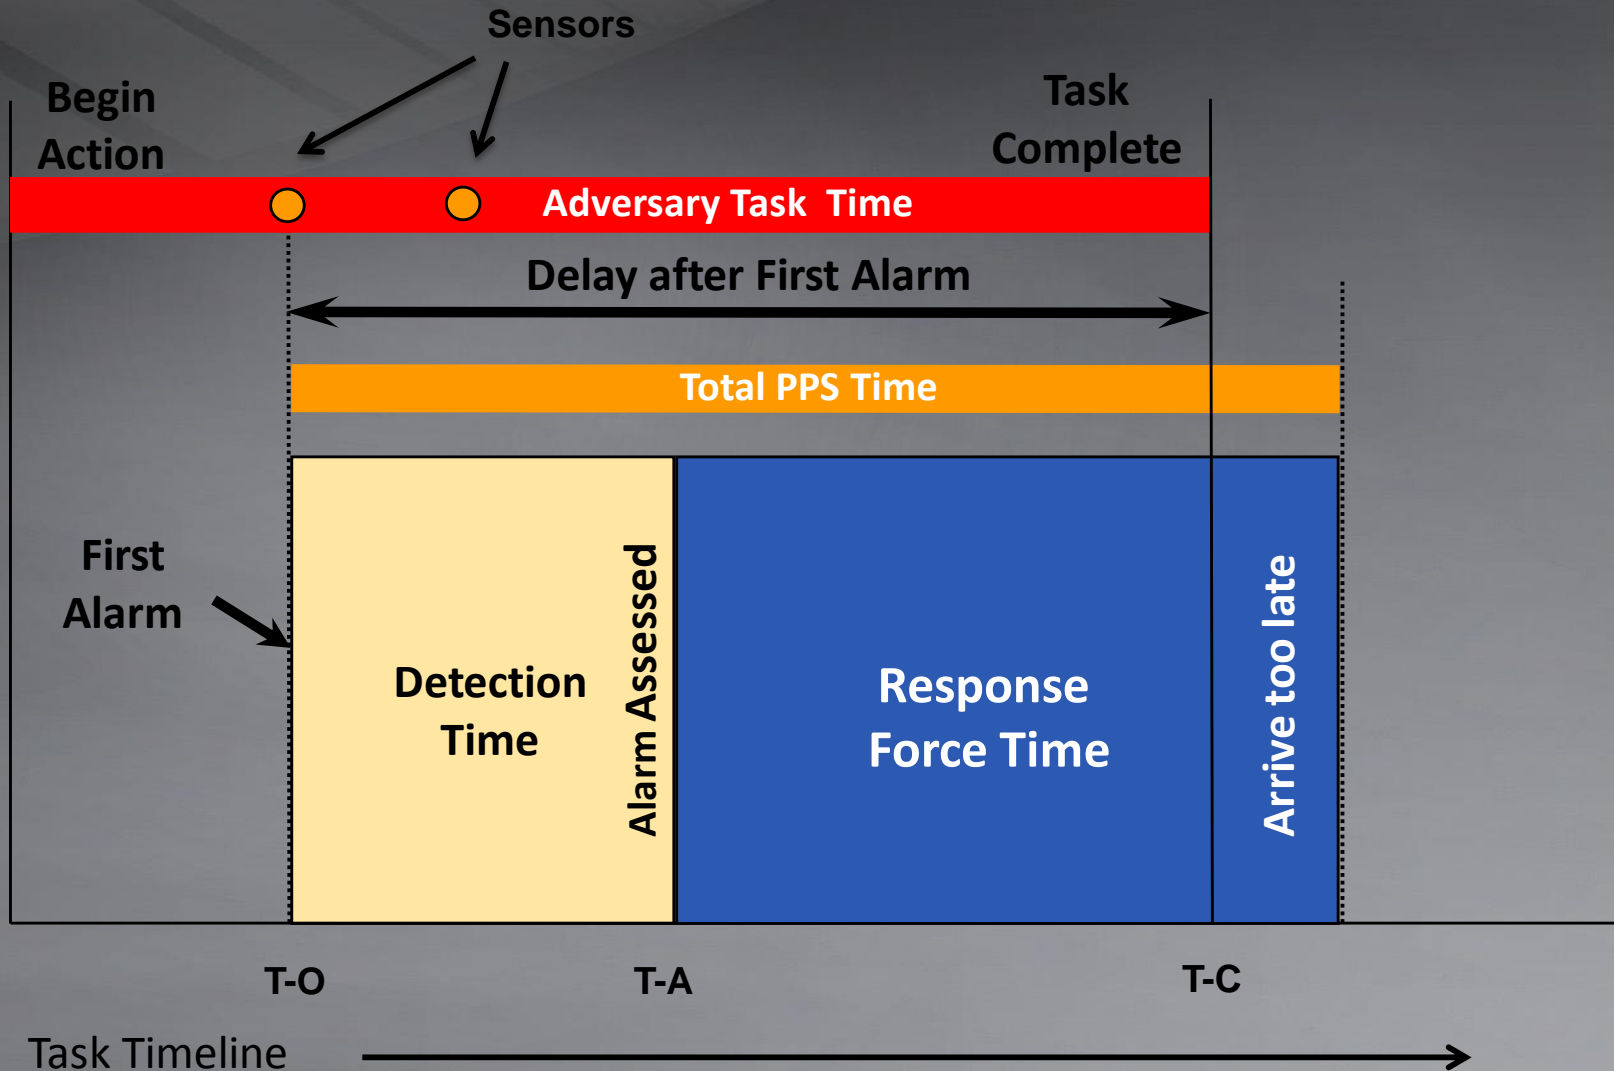 Sensors
Begin
Action
Task
Complete
Adversary Task  Time
Delay after First Alarm
Total PPS Time
First
Alarm
Detection
Time
Alarm Assessed
Response
Force Time
Arrive too late
T-O
T-A
T-C
Task Timeline